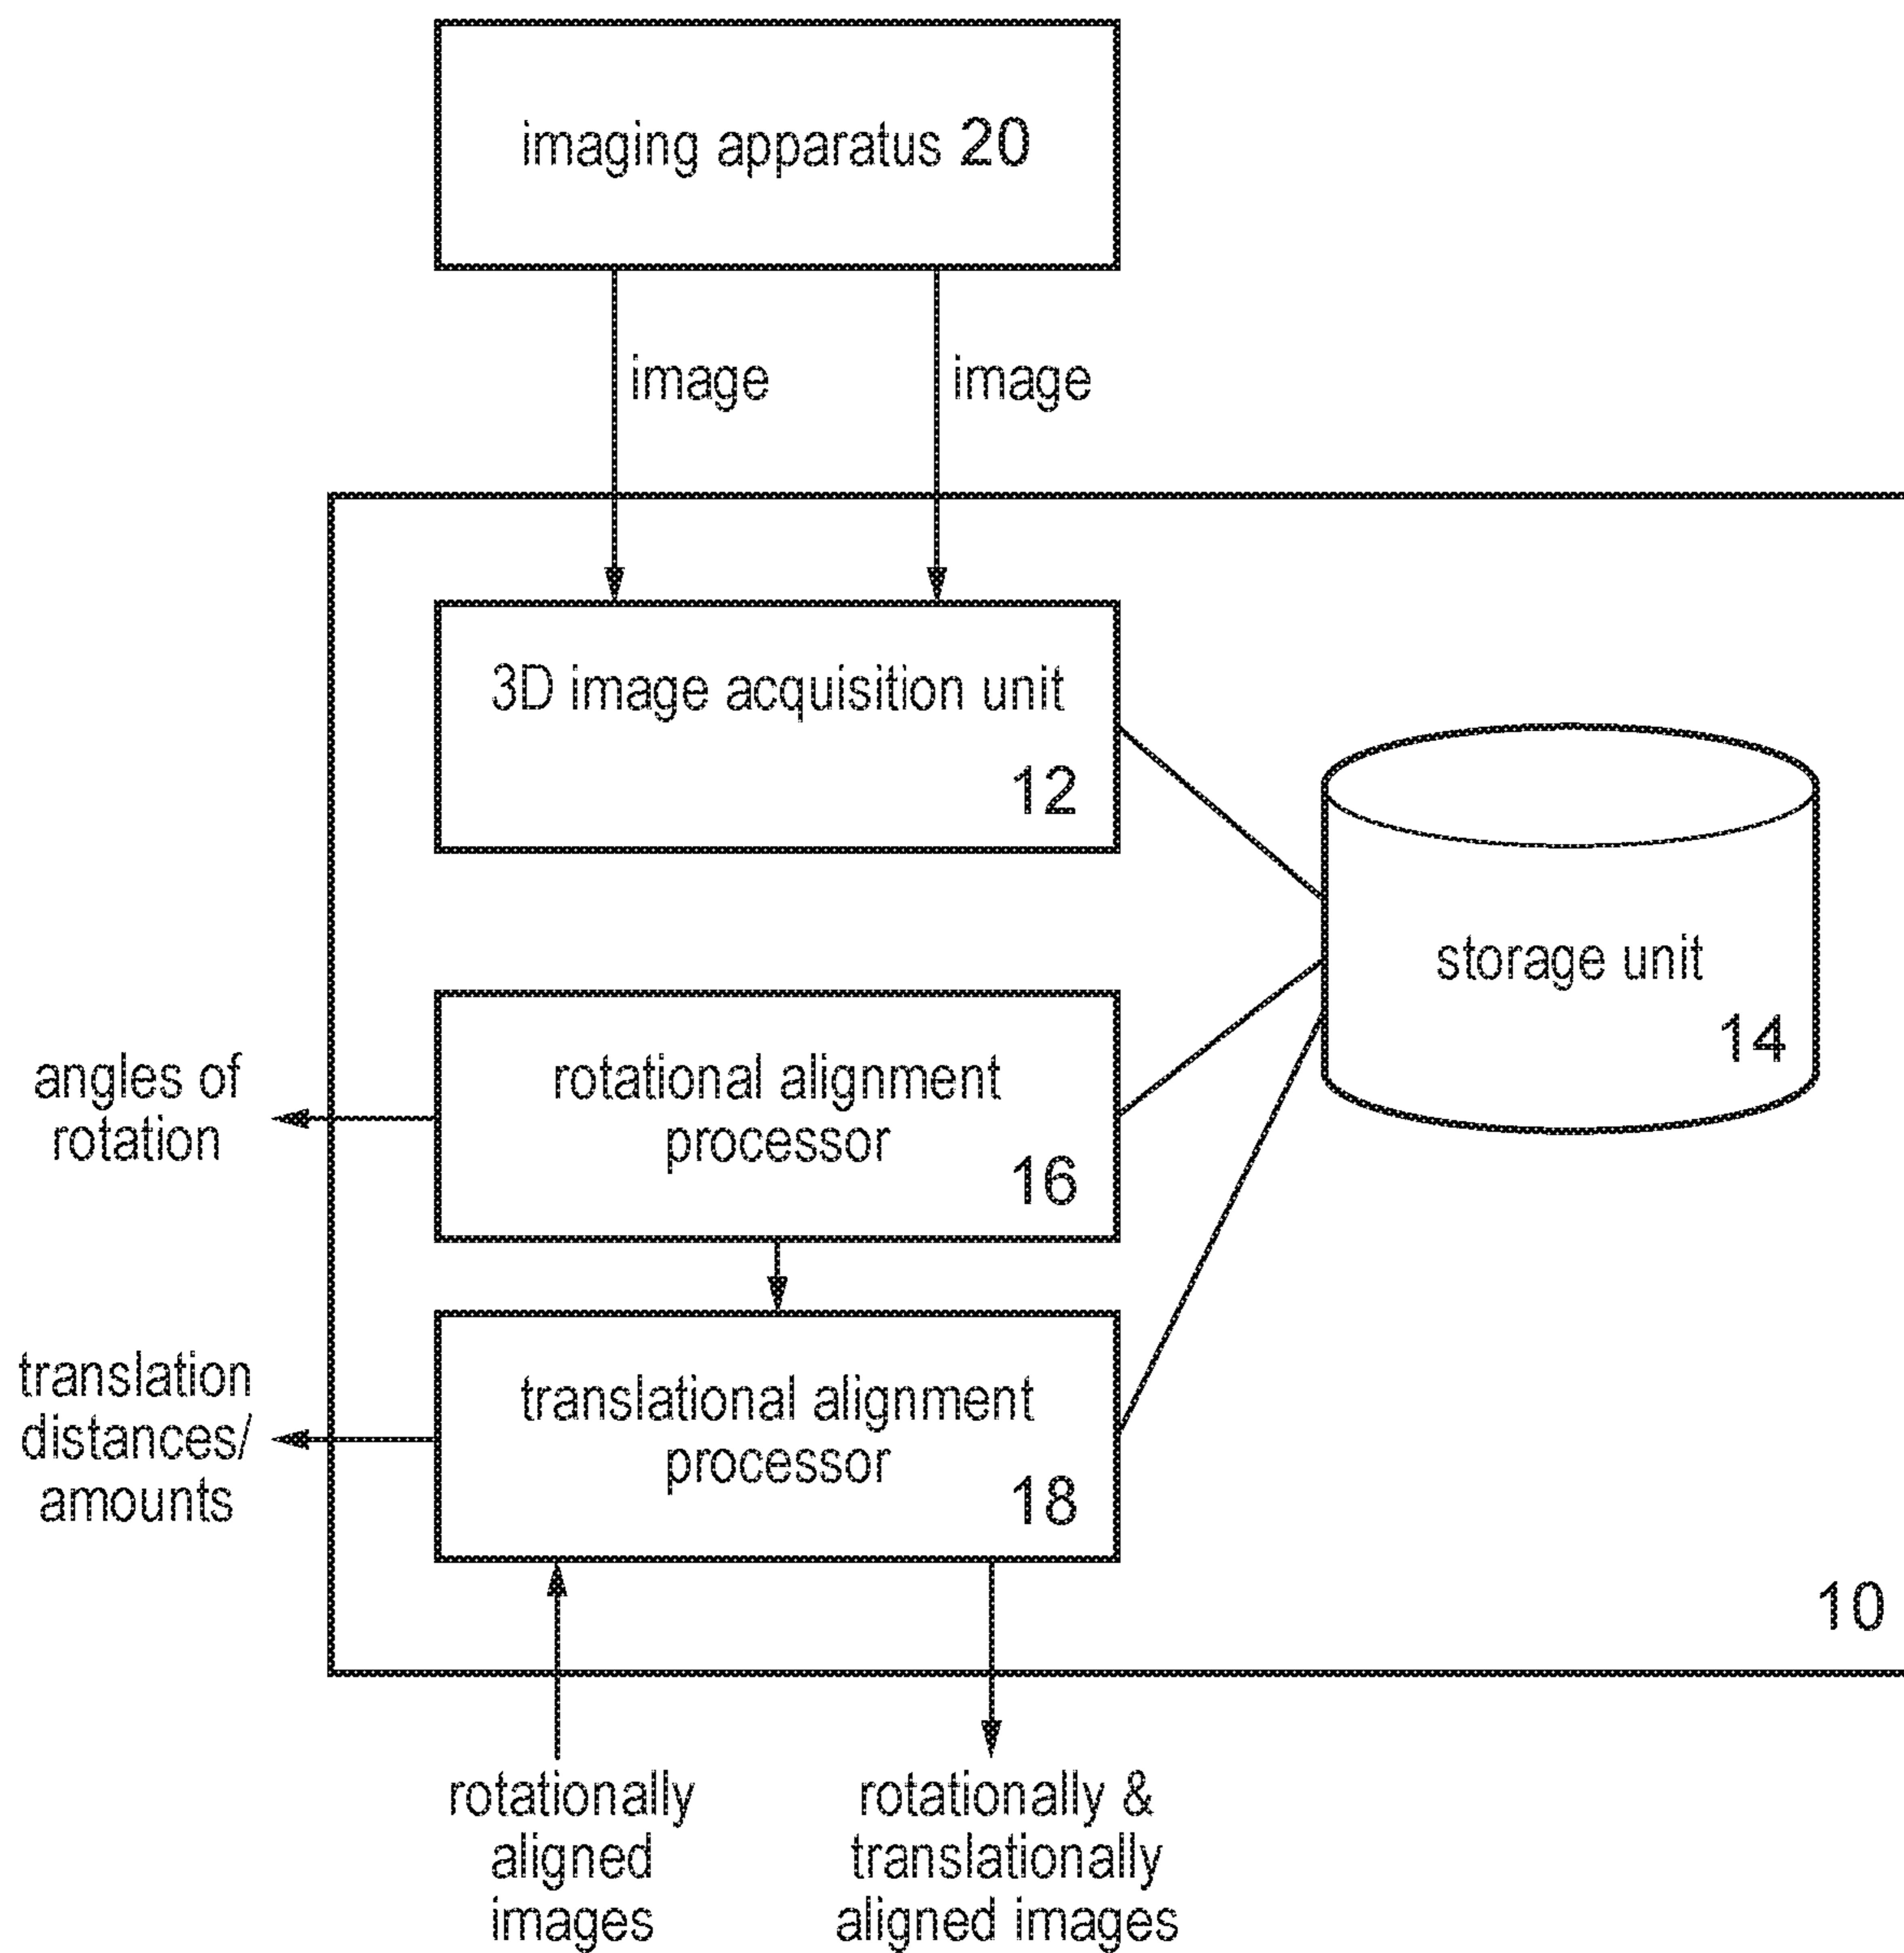 imaging apparatus 20
image
image
3D image acquisition unit
12
storage unit
14
angles of
rotation
rotational alignment
processor
16
translation
distances/
amounts
translational alignment
processor
18
10
rotationally
aligned
images
rotationally &
translationally
aligned images